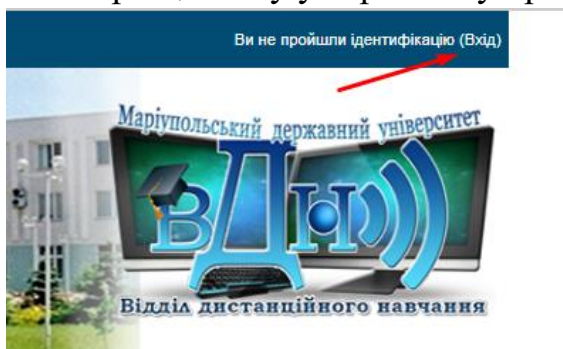 Ви не пройшли ідентифікацію (Вхід)
Маріупольський державний університет
ВДН
Відділ дистанційного навчання